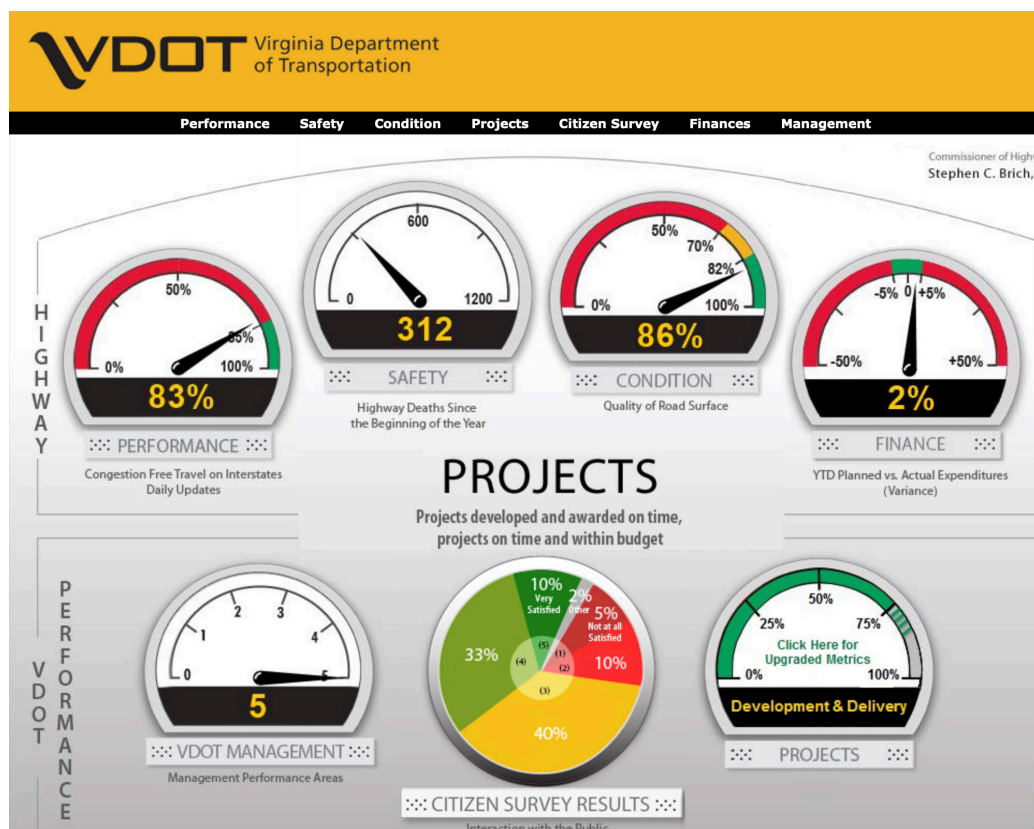 VDOT Virginia Department
of Transportation
Performance Safety Condition Projects Citizen Survey Finances Management
Commissioner of High
Stephen C. Brich,
HIGHWAY
0%
50%
85%
100%
83%
PERFORMANCE
Congestion Free Travel on Interstates
Daily Updates
0
600
1200
312
SAFETY
Highway Deaths Since
the Beginning of the Year
0%
50%
70%
82%
100%
86%
CONDITION
Quality of Road Surface
-50%
-5% 0 +5%
+50%
2%
FINANCE
YTD Planned vs. Actual Expenditures
(Variance)
PROJECTS
Projects developed and awarded on time,
projects on time and within budget
VDOT
PERFORMANCE
0
1
2
3
4
5
5
VDOT MANAGEMENT
Management Performance Areas
10%
Very
Satisfied
2%
Other
5%
Not at all
Satisfied
10%
40%
33%
(5)
(1)
(2)
(3)
(4)
CITIZEN SURVEY RESULTS
Interaction with the Public
0%
25%
50%
75%
100%
Click Here for
Upgraded Metrics
Development & Delivery
PROJECTS